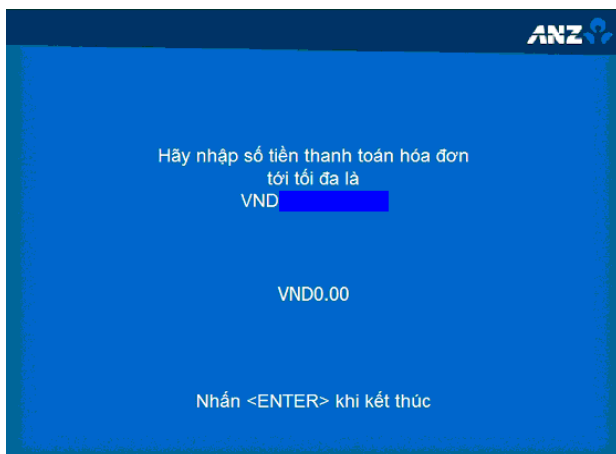 ANZ
Hãy nhập số tiền thanh toán hóa đơn
tới tối đa là
VND
VND0.00
Nhấn <ENTER> khi kết thúc